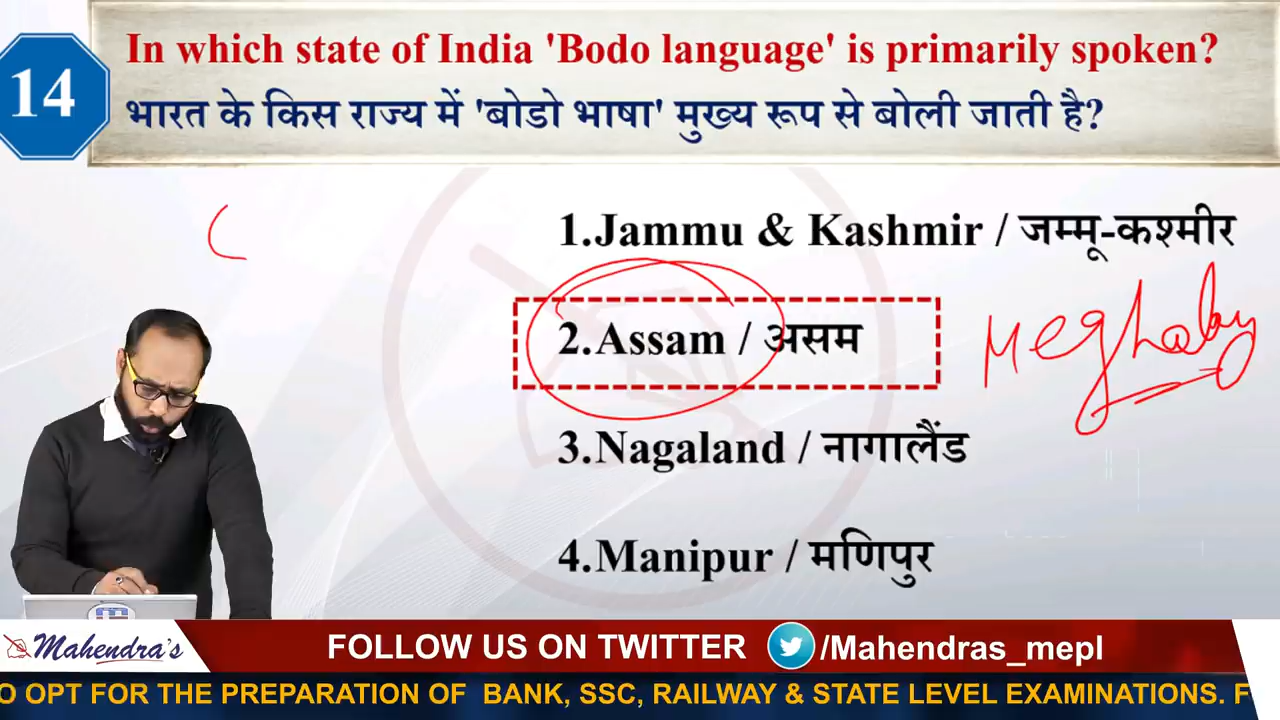 14
In which state of India 'Bodo language' is primarily spoken?
भारत के किस राज्य में 'बोडो भाषा' मुख्य रूप से बोली जाती है?
1.Jammu & Kashmir / जम्मू-कश्मीर
2.Assam / असम
3.Nagaland / नागालैंड
4.Manipur / मणिपुर
Mahendra's
FOLLOW US ON TWITTER /Mahendras_mepl
O OPT FOR THE PREPARATION OF BANK, SSC, RAILWAY & STATE LEVEL EXAMINATIONS. F